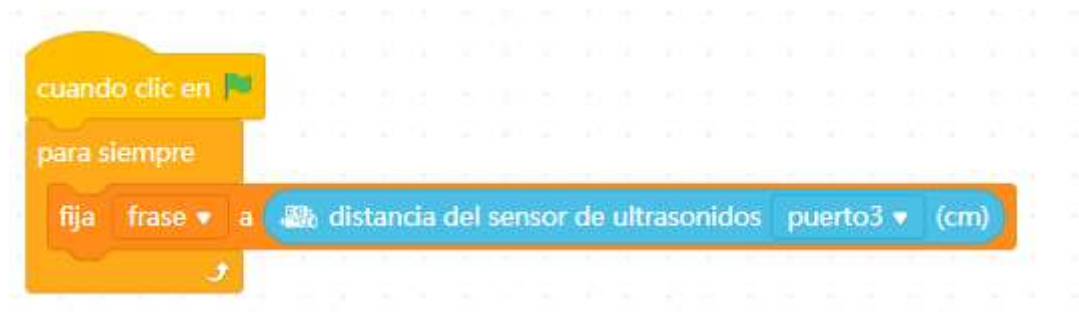 cuando clic en
para siempre
fija frase a distancia del sensor de ultrasonidos puerto3 (cm)